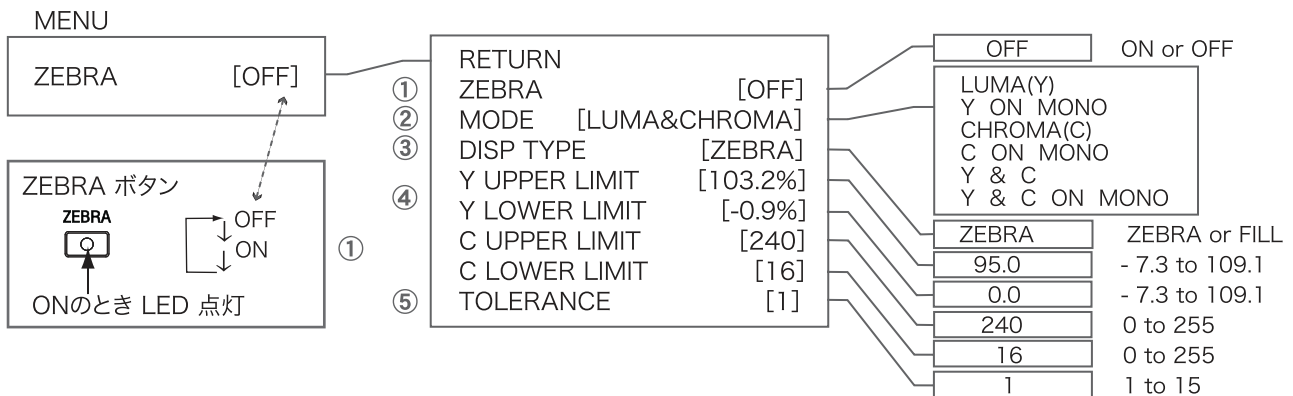 MENU
ZEBRA [OFF]
ZEBRA ボタン
ZEBRA
OFF
ON
①
ONのとき LED 点灯
RETURN
① ZEBRA [OFF]
② MODE [LUMA&CHROMA]
③ DISP TYPE [ZEBRA]
④
Y UPPER LIMIT [103.2%]
Y LOWER LIMIT [-0.9%]
C UPPER LIMIT [240]
C LOWER LIMIT [16]
⑤ TOLERANCE [1]
OFF ON or OFF
LUMA(Y)
Y ON MONO
CHROMA(C)
C ON MONO
Y & C
Y & C ON MONO
ZEBRA ZEBRA or FILL
95.0 - 7.3 to 109.1
0.0 - 7.3 to 109.1
240 0 to 255
16 0 to 255
1 1 to 15